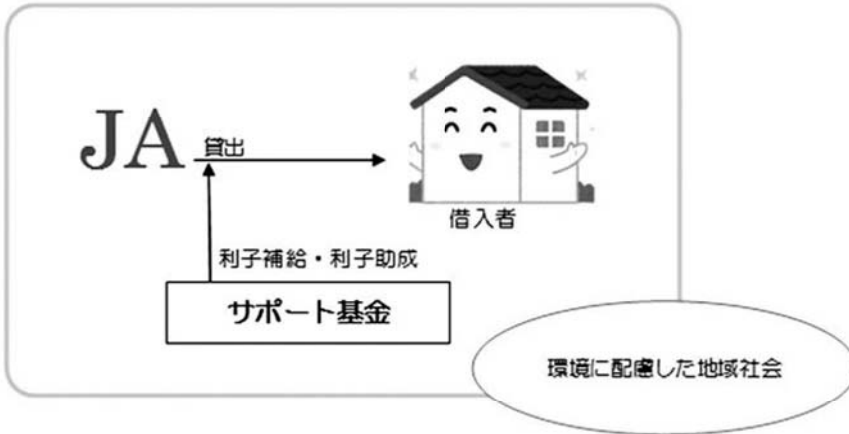 JA
貸出
借入者
利子補給・利子助成
サポート基金
環境に配慮した地域社会